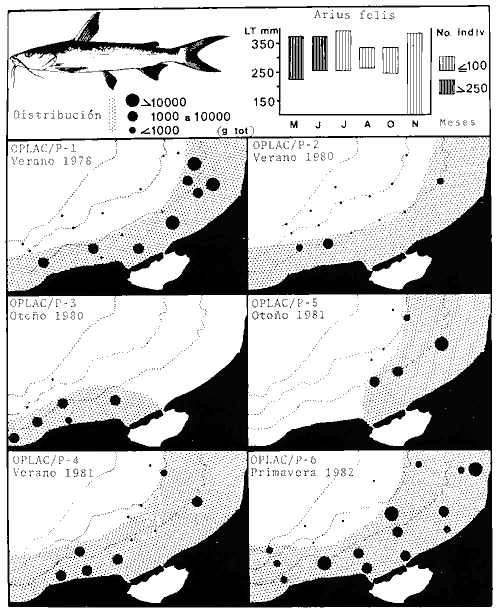 Arius felis
LT mm
350
250
150
M J J A O N
Meses
No. indiv
≤100
>250
Distribución
>10000
1000 a 10000
<1000 (g tot)
OPLAC/P-1
Verano 1978
OPLAC/P-2
Verano 1980
OPLAC/P-3
Otoño 1980
OPLAC/P-5
Otoño 1981
OPLAC/P-4
Verano 1981
OPLAC/P-6
Primavera 1982